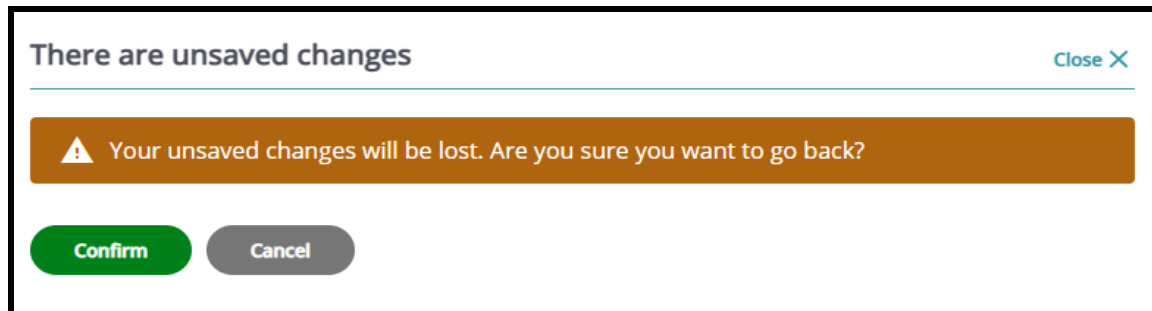 There are unsaved changes
Close
Your unsaved changes will be lost. Are you sure you want to go back?
Confirm
Cancel